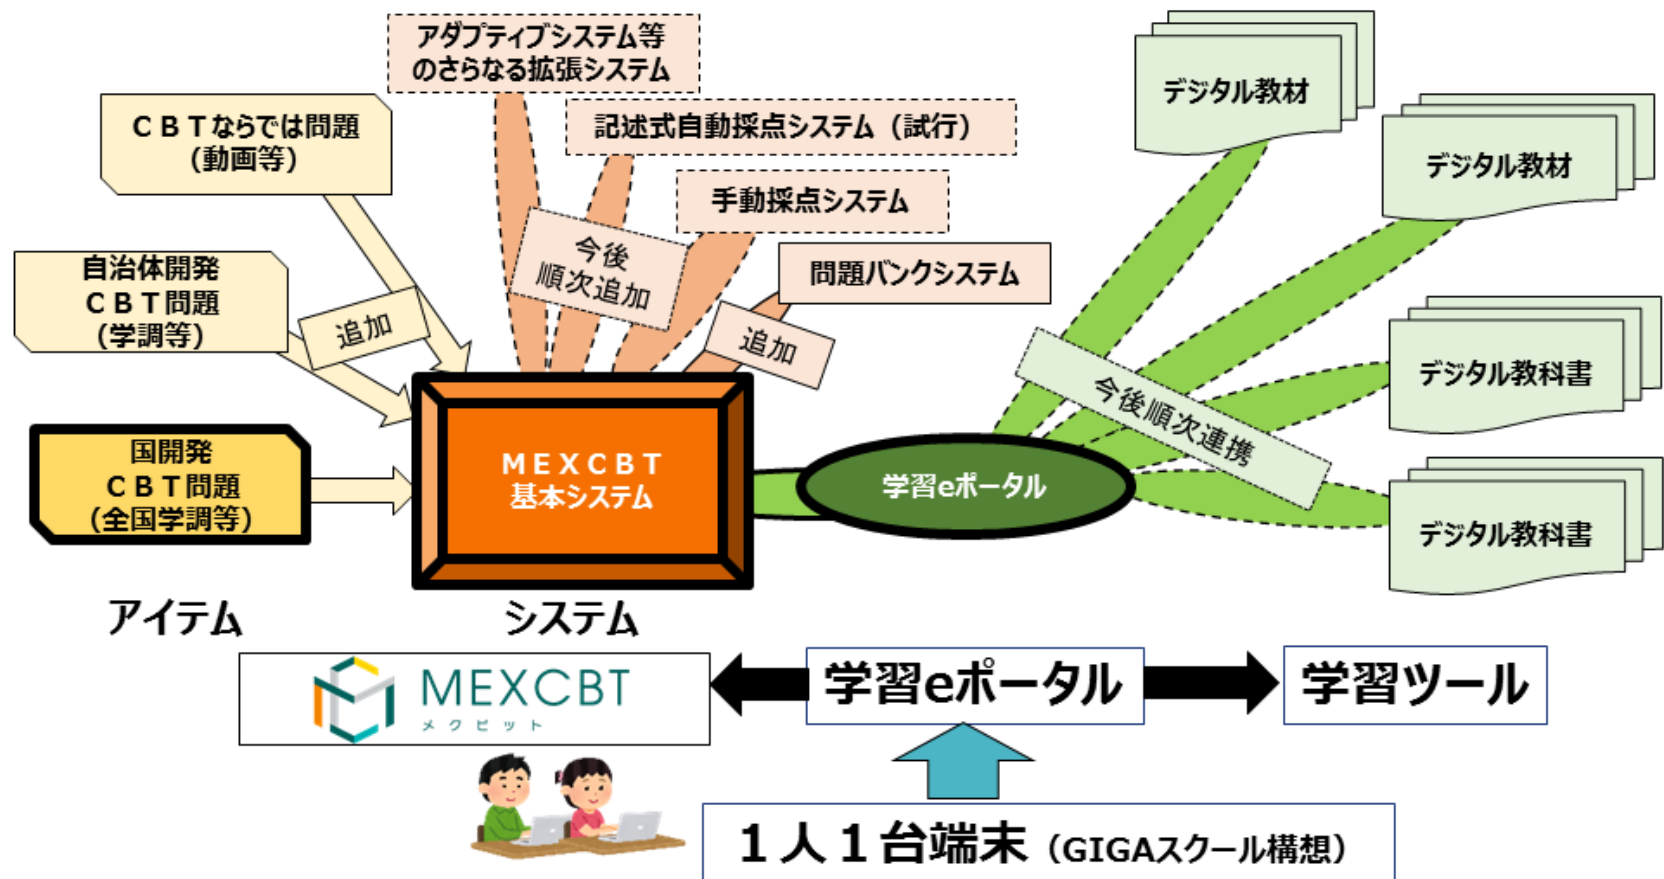 アダプティブシステム等
のさらなる拡張システム
ＣＢＴならでは問題
(動画等)
記述式自動採点システム（試行）
手動採点システム
問題バンクシステム
自治体開発
ＣＢＴ問題
(学調等)
追加
今後
順次追加
追加
国開発
ＣＢＴ問題
(全国学調等)
ＭＥＸＣＢＴ
基本システム
学習eポータル
今後順次連携
デジタル教材
デジタル教材
デジタル教科書
デジタル教科書
アイテム
システム
MEXCBT
メクビット
学習eポータル
学習ツール
１人１台端末（GIGAスクール構想）